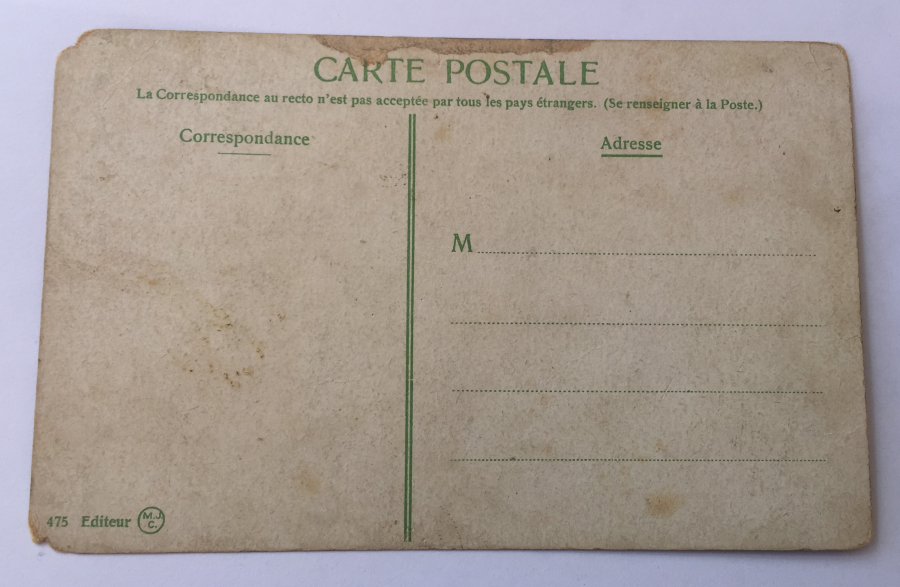 CARTE POSTALE
La Correspondance au recto n'est pas acceptée par tous les pays étrangers. (Se renseigner à la Poste.)
Correspondance
Adresse
M
475 Editeur M.J.
C.